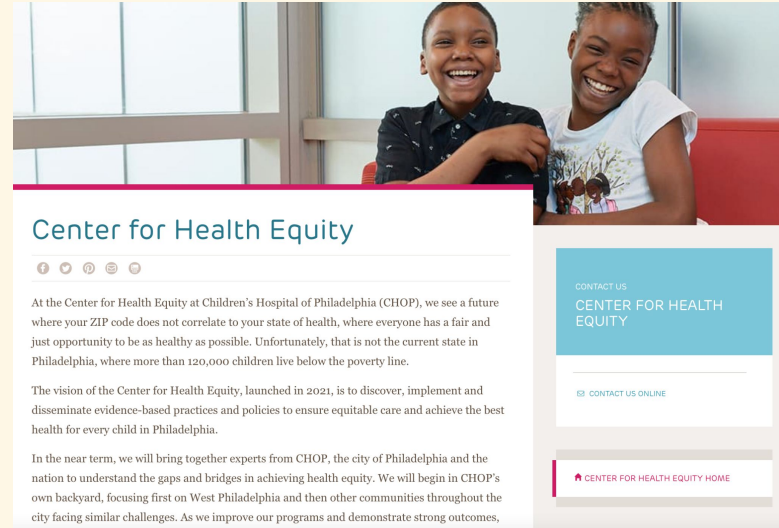 Center for Health Equity
At the Center for Health Equity at Children’s Hospital of Philadelphia (CHOP), we see a future
where your ZIP code does not correlate to your state of health, where everyone has a fair and
just opportunity to be as healthy as possible. Unfortunately, that is not the current state in
Philadelphia, where more than 120,000 children live below the poverty line.
The vision of the Center for Health Equity, launched in 2021, is to discover, implement and
disseminate evidence-based practices and policies to ensure equitable care and achieve the best
health for every child in Philadelphia.
In the near term, we will bring together experts from CHOP, the city of Philadelphia and the
nation to understand the gaps and bridges in achieving health equity. We will begin in CHOP’s
own backyard, focusing first on West Philadelphia and then other communities throughout the
city facing similar challenges. As we improve our programs and demonstrate strong outcomes,
CONTACT US
CENTER FOR HEALTH
EQUITY
CONTACT US ONLINE
CENTER FOR HEALTH EQUITY HOME